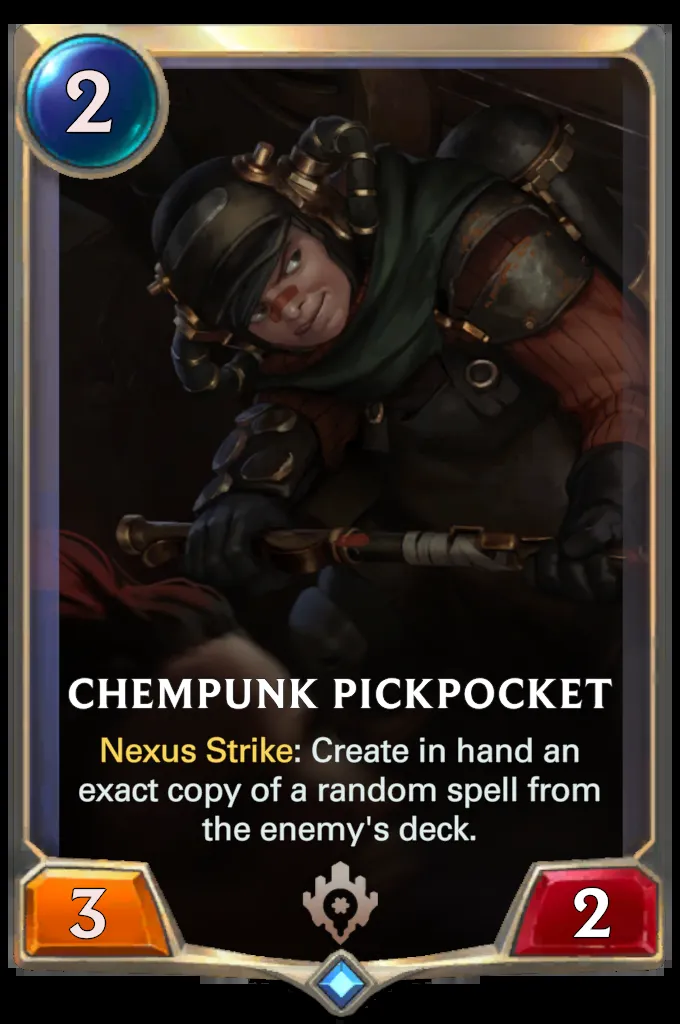 2
CHEMPUNK PICKPOCKET
Nexus Strike: Create in hand an
exact copy of a random spell from
the enemy's deck.
3
2